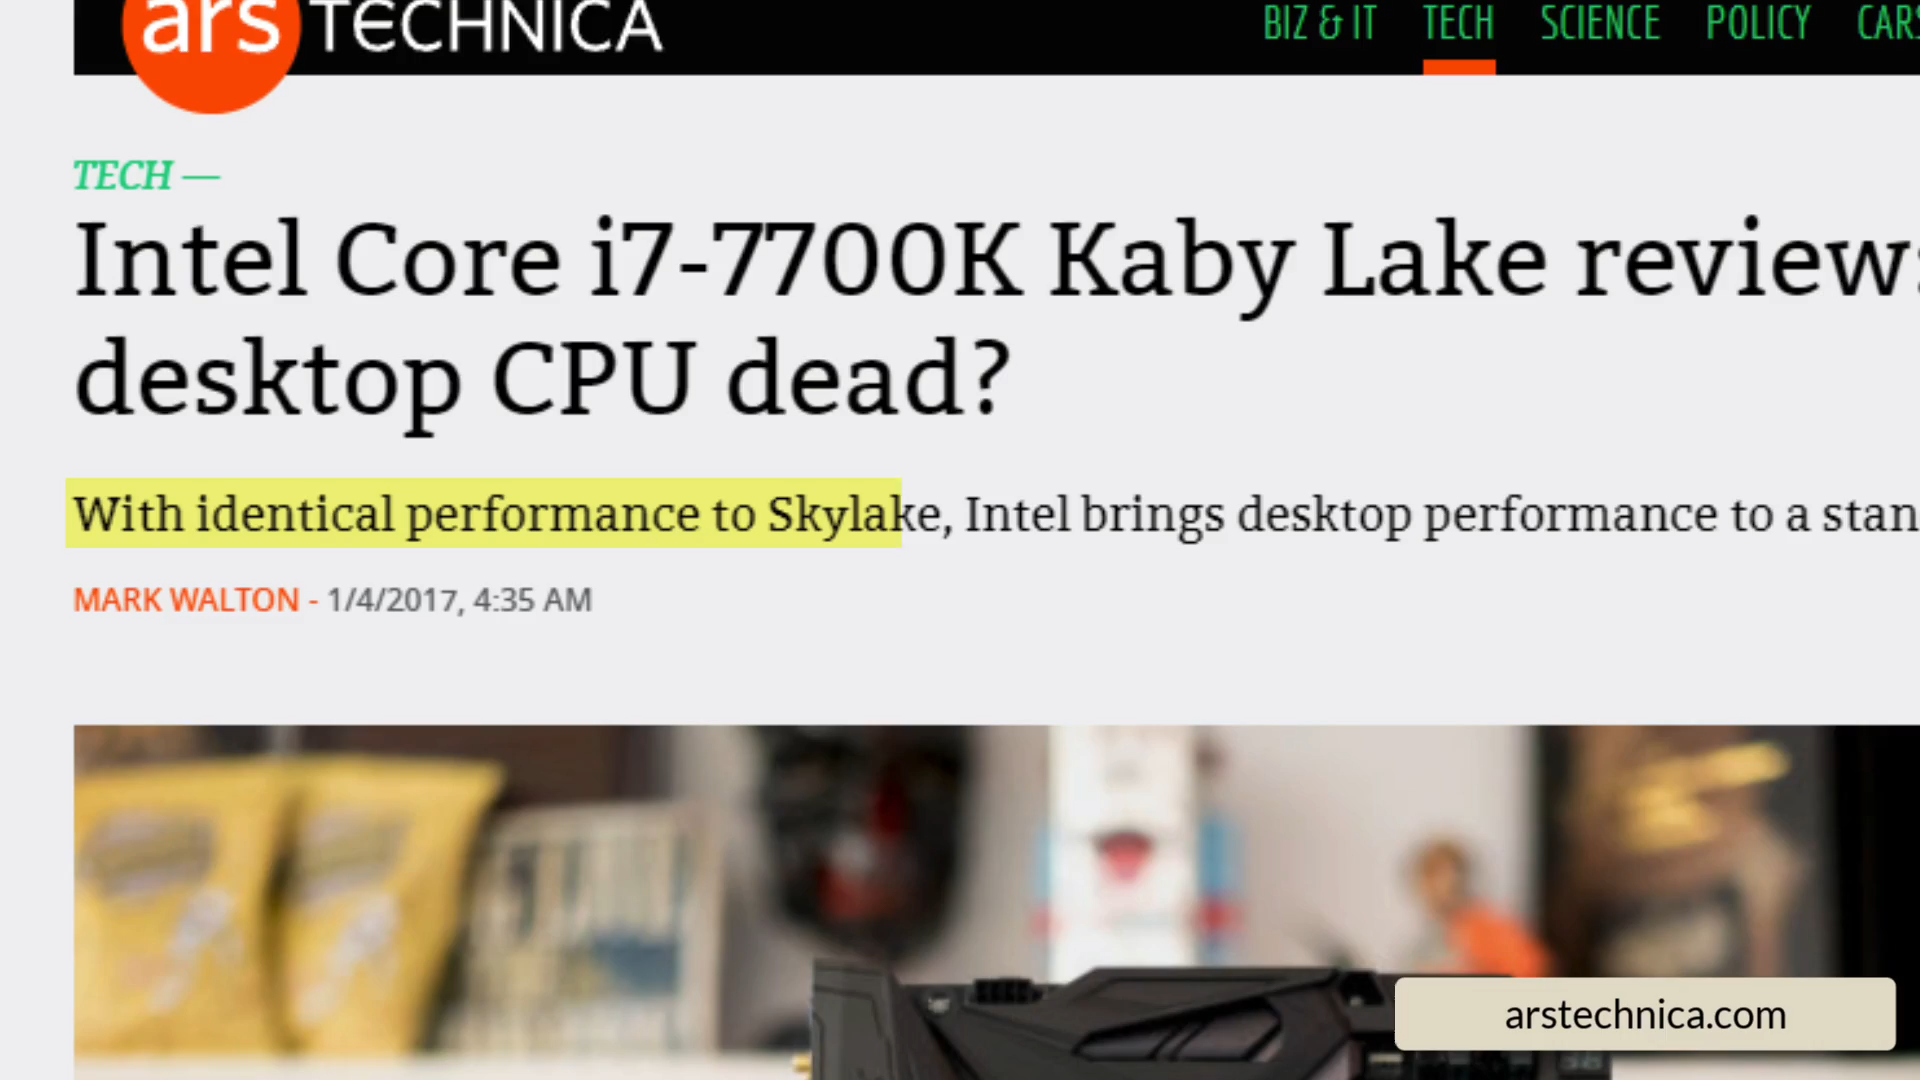 ars TECHNICA
BIZ & IT TECH SCIENCE POLICY CARS
TECH —
Intel Core i7-7700K Kaby Lake review
desktop CPU dead?
With identical performance to Skylake, Intel brings desktop performance to a stan
MARK WALTON - 1/4/2017, 4:35 AM
arstechnica.com